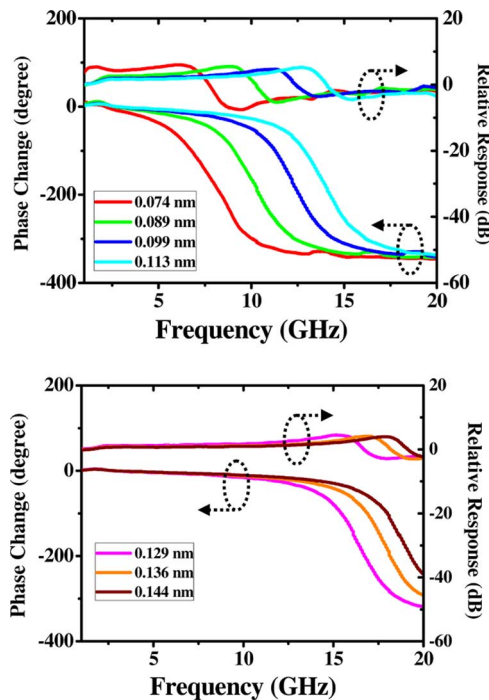 200
100
0
-200
-400
Phase Change (degree)
20
0
-20
-40
-60
Relative Response (dB)
0.074 nm
0.089 nm
0.099 nm
0.113 nm
5 10 15 20
Frequency (GHz)
200
0
-200
-400
Phase Change (degree)
20
0
-20
-40
-60
Relative Response (dB)
0.129 nm
0.136 nm
0.144 nm
5 10 15 20
Frequency (GHz)